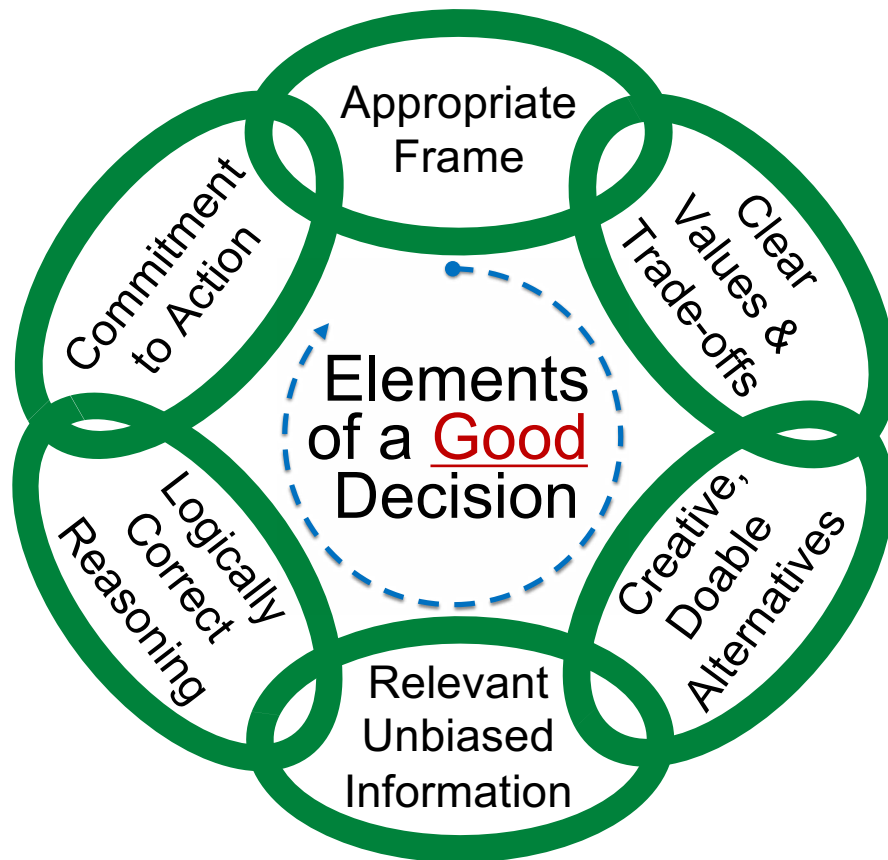 Appropriate
Frame
Clear
Values &
Trade-offs
Creative,
Doable
Alternatives
Relevant
Unbiased
Information
Logically
Correct
Reasoning
Commitment
to Action
Elements
of a Good
Decision